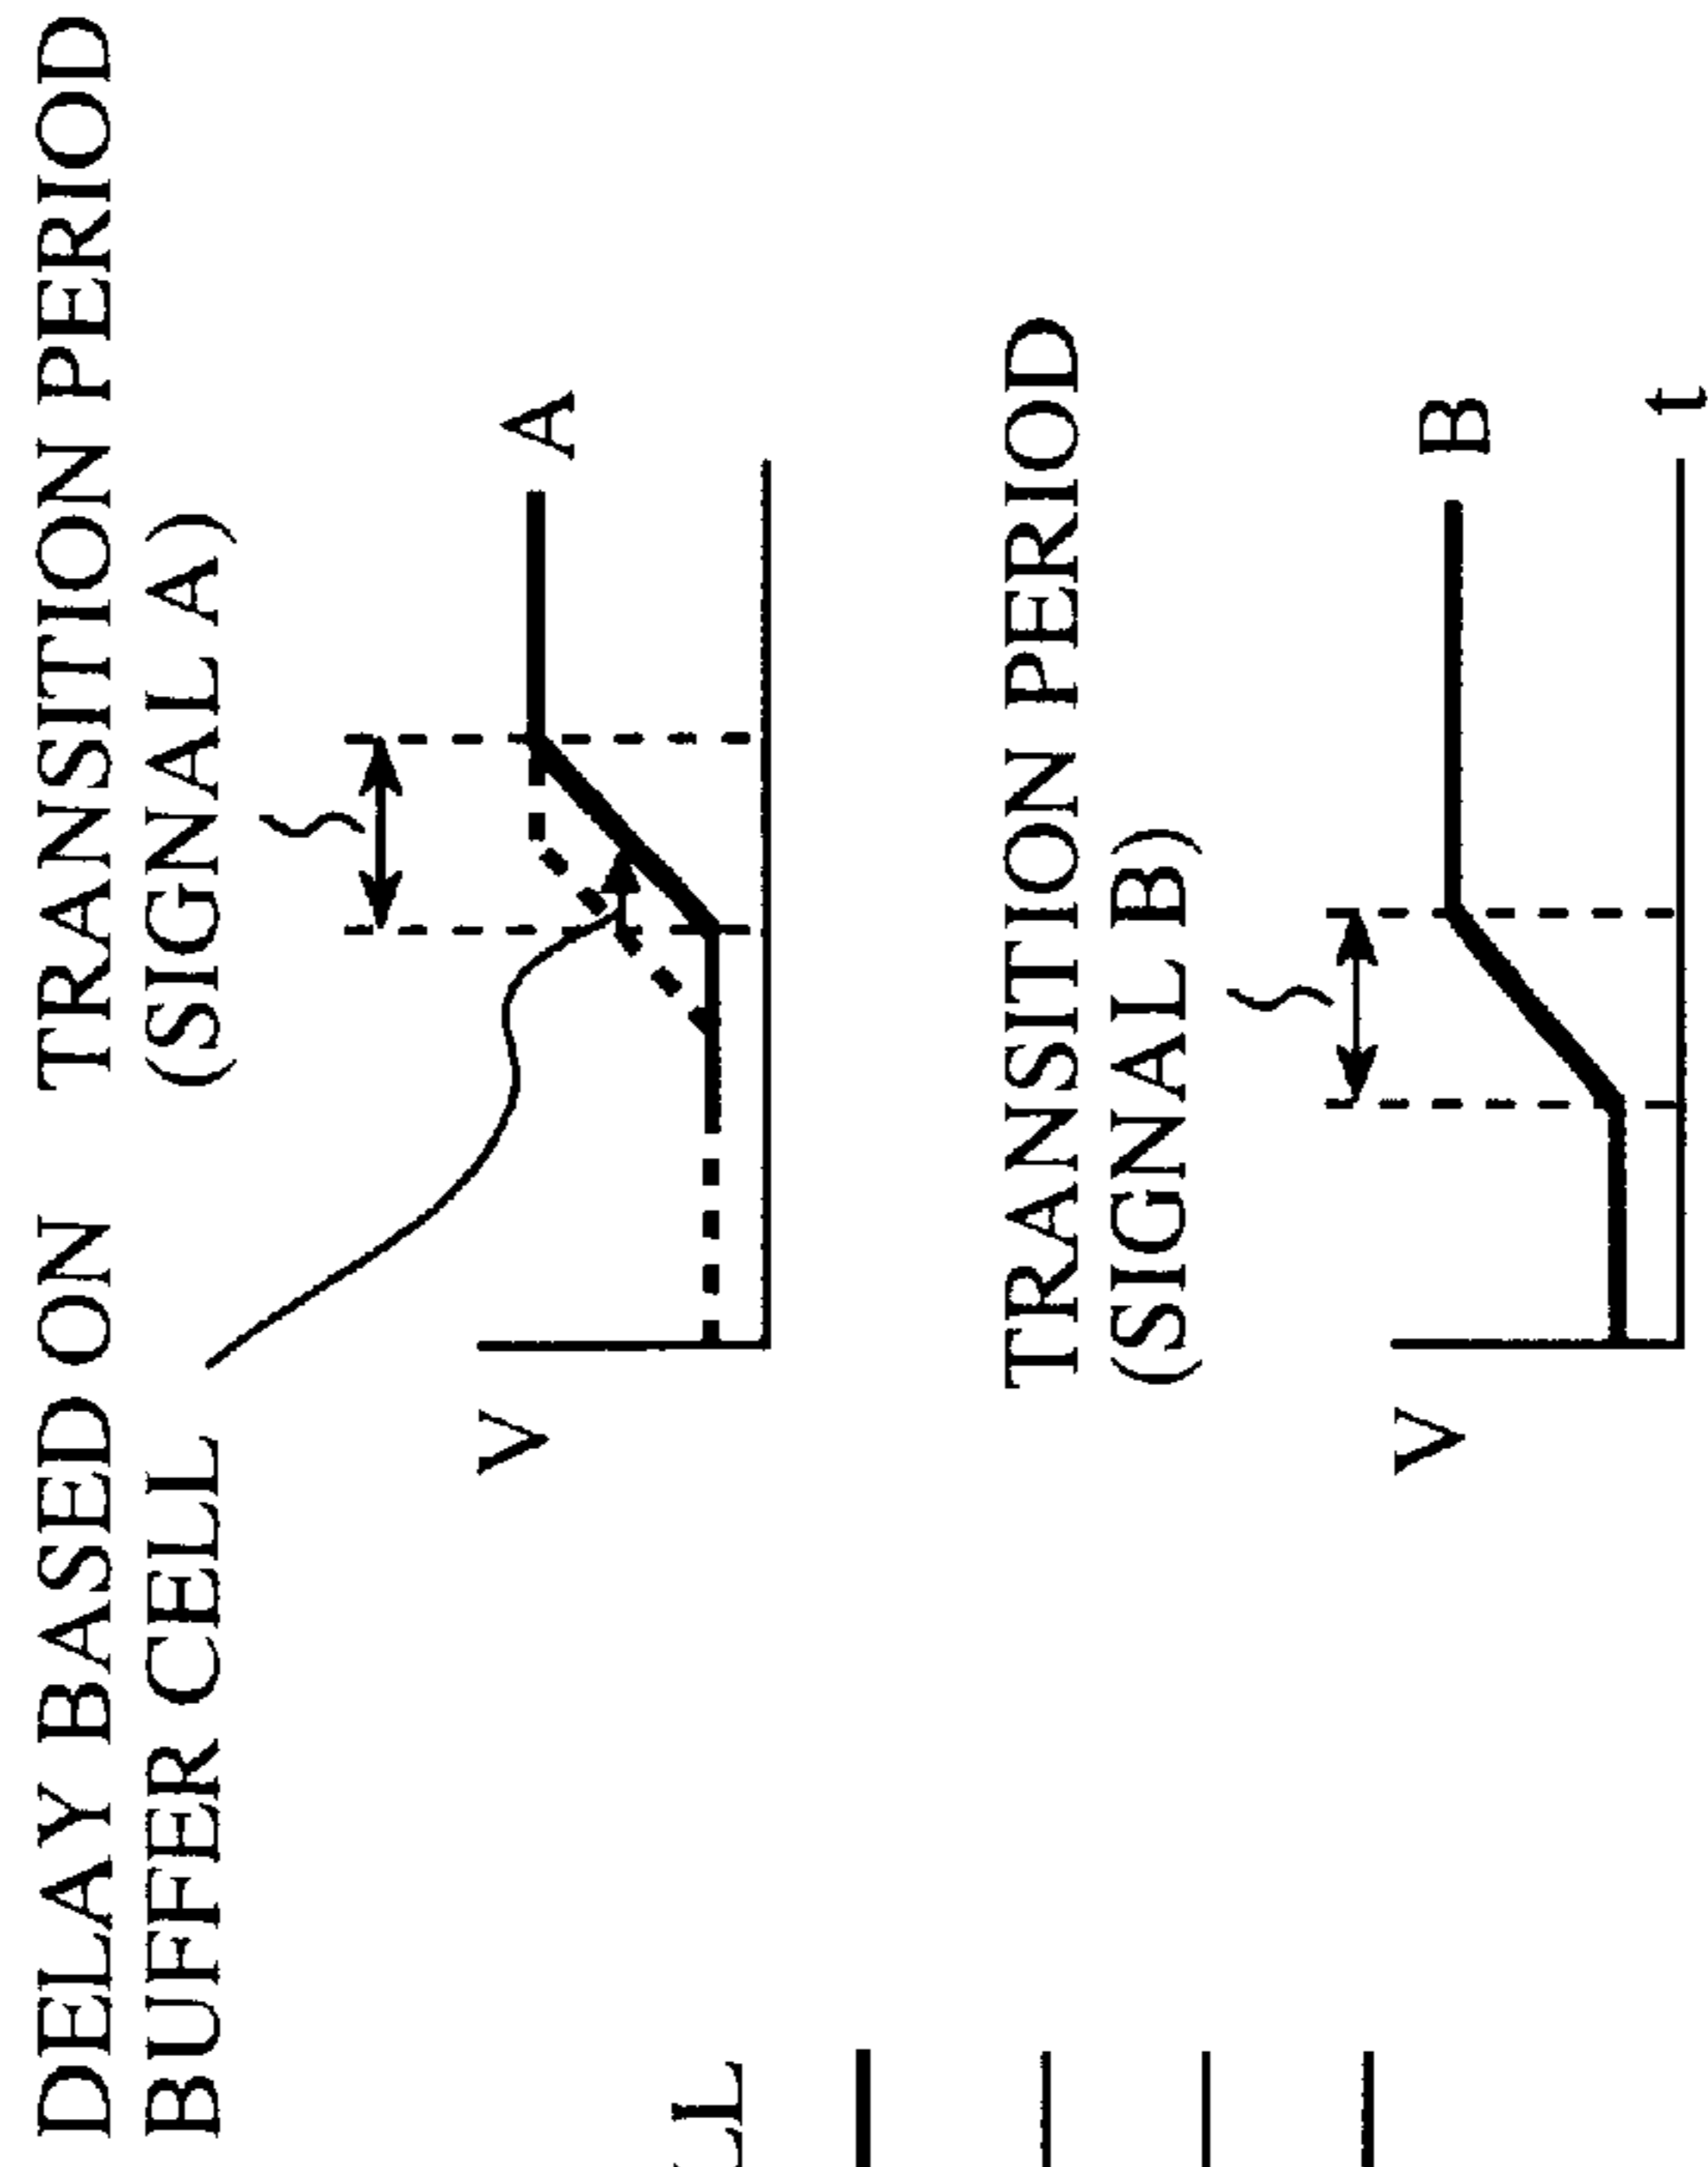 DELAY BASED ON TRANSITION PERIOD
BUFFER CELL (SIGNAL A)
V
A
TRANSITION PERIOD
(SIGNAL B)
V
B
t